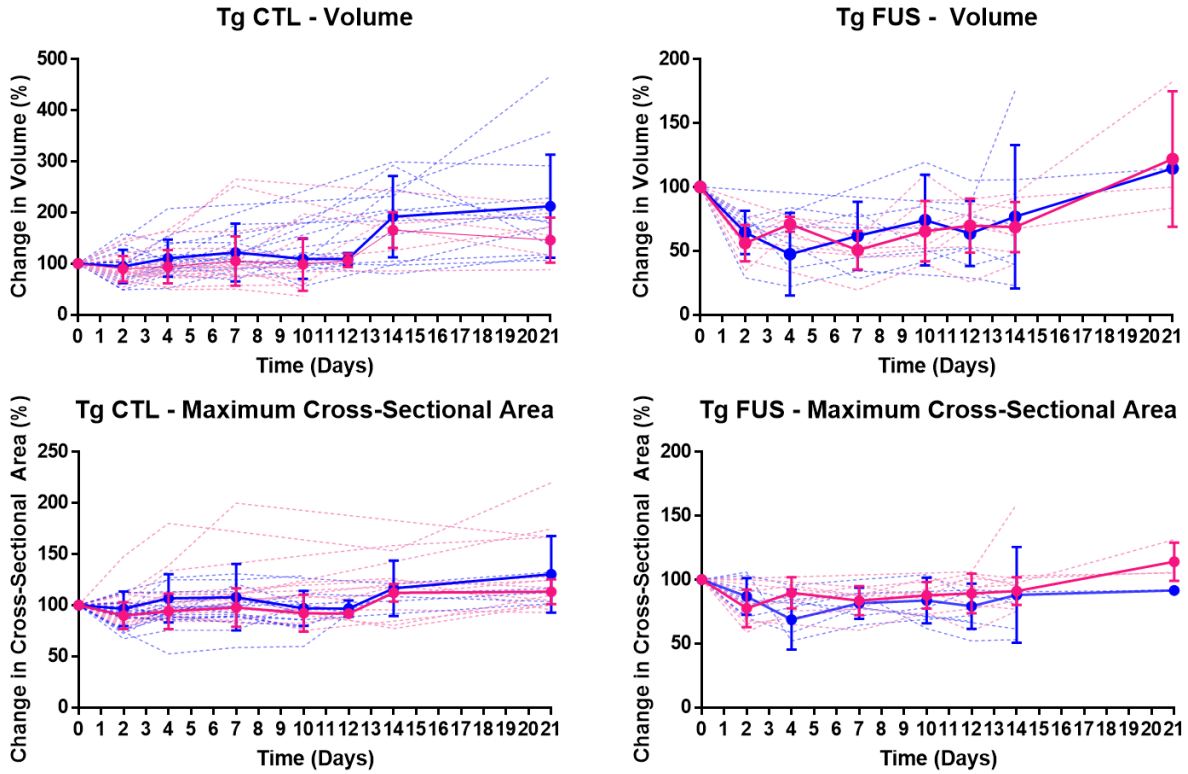 Tg CTL - Volume
Change in Volume (%)
500
400
300
200
100
0
0 1 2 3 4 5 6 7 8 9 10 11 12 13 14 15 16 17 18 19 20 21
Time (Days)
Tg FUS - Volume
Change in Volume (%)
200
150
100
50
0
0 1 2 3 4 5 6 7 8 9 10 11 12 13 14 15 16 17 18 19 20 21
Time (Days)
Tg CTL - Maximum Cross-Sectional Area
Change in Cross-Sectional Area (%)
250
200
150
100
50
0
0 1 2 3 4 5 6 7 8 9 10 11 12 13 14 15 16 17 18 19 20 21
Time (Days)
Tg FUS - Maximum Cross-Sectional Area
Change in Cross-Sectional Area (%)
200
150
100
50
0
0 1 2 3 4 5 6 7 8 9 10 11 12 13 14 15 16 17 18 19 20 21
Time (Days)